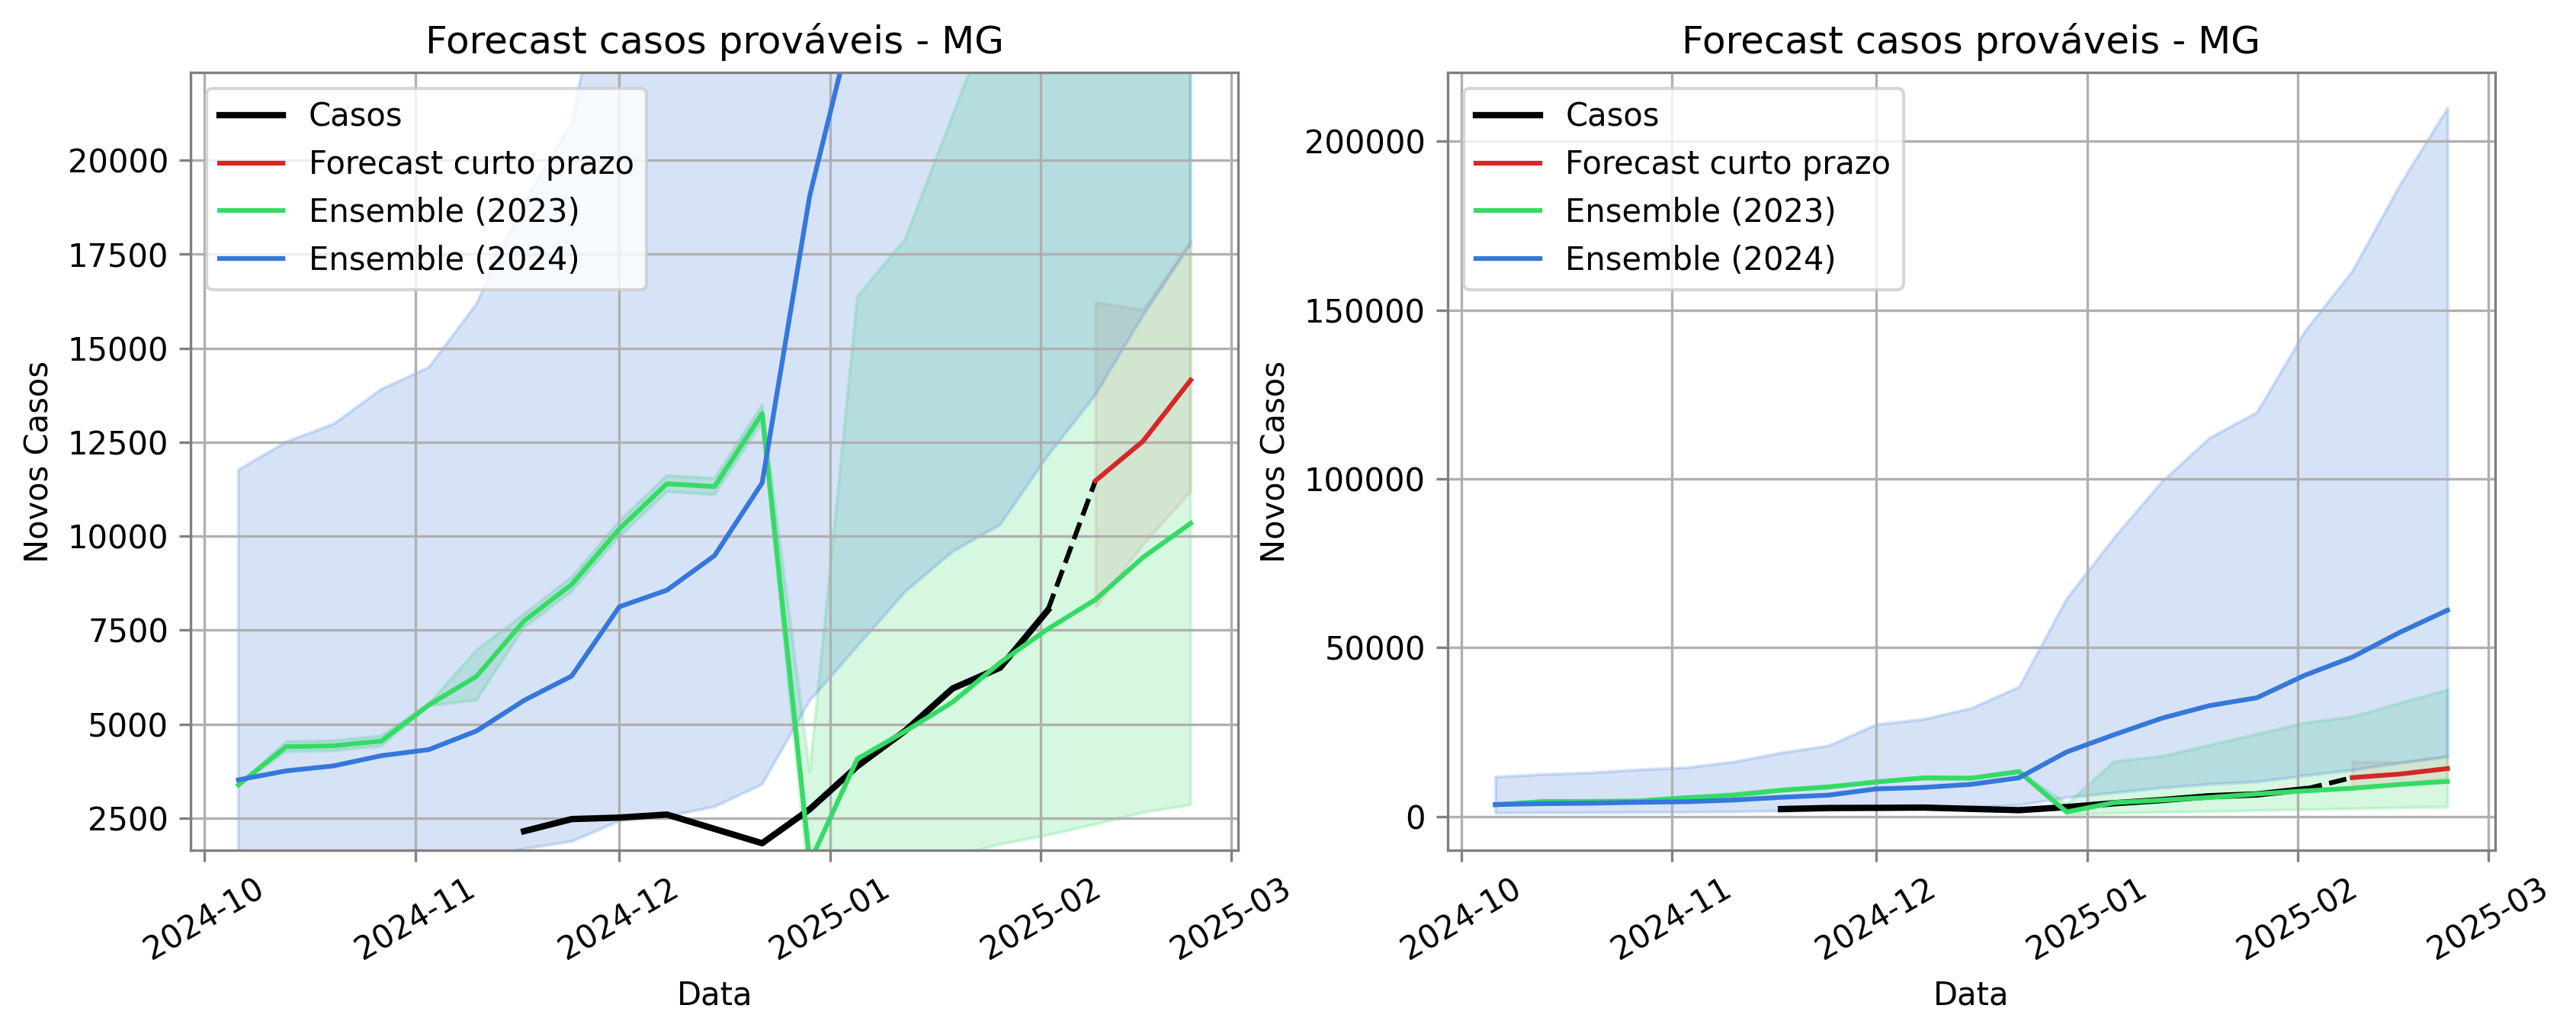 Forecast casos prováveis - MG
Casos
Forecast curto prazo
Ensemble (2023)
Ensemble (2024)
20000
17500
15000
12500
10000
7500
5000
2500
Novos Casos
2024-10
2024-11
2024-12
2025-01
2025-02
2025-03
Data
Forecast casos prováveis - MG
Casos
Forecast curto prazo
Ensemble (2023)
Ensemble (2024)
200000
150000
100000
50000
0
Novos Casos
2024-10
2024-11
2024-12
2025-01
2025-02
2025-03
Data